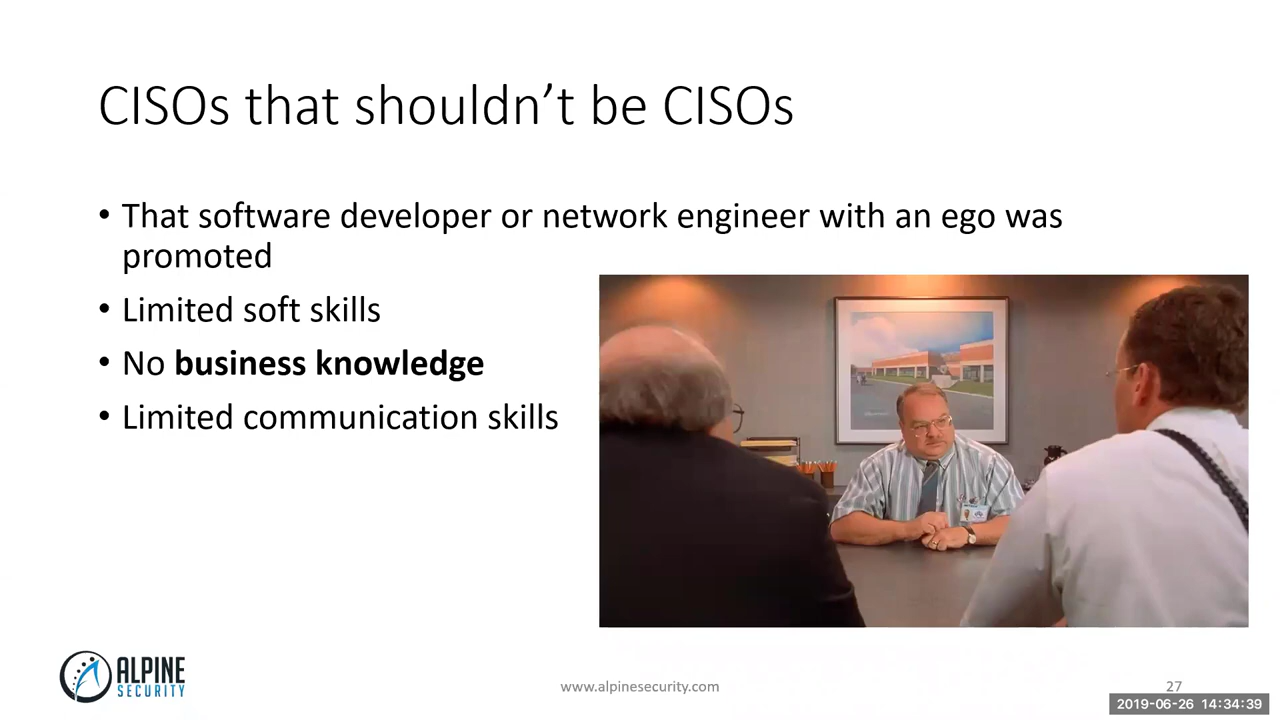 CISOs that shouldn’t be CISOs
• That software developer or network engineer with an ego was
promoted
• Limited soft skills
• No business knowledge
• Limited communication skills
ALPINE
SECURITY
www.alpinesecurity.com
27
2019-06-26 14:34:39